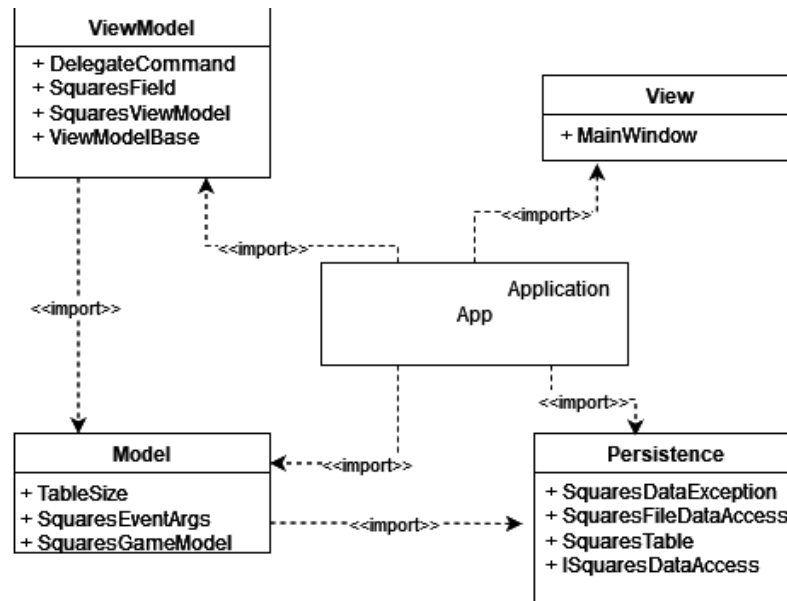 ViewModel
+ DelegateCommand
+ SquaresField
+ SquaresViewModel
+ ViewModelBase
View
+ MainWindow
<<import>>
<<import>>
<<import>>
Application
App
<<import>>
<<import>>
Model
+ TableSize
+ SquaresEventArgs
+ SquaresGameModel
<<import>>
Persistence
+ SquaresDataException
+ SquaresFileDataAccess
+ SquaresTable
+ ISquaresDataAccess